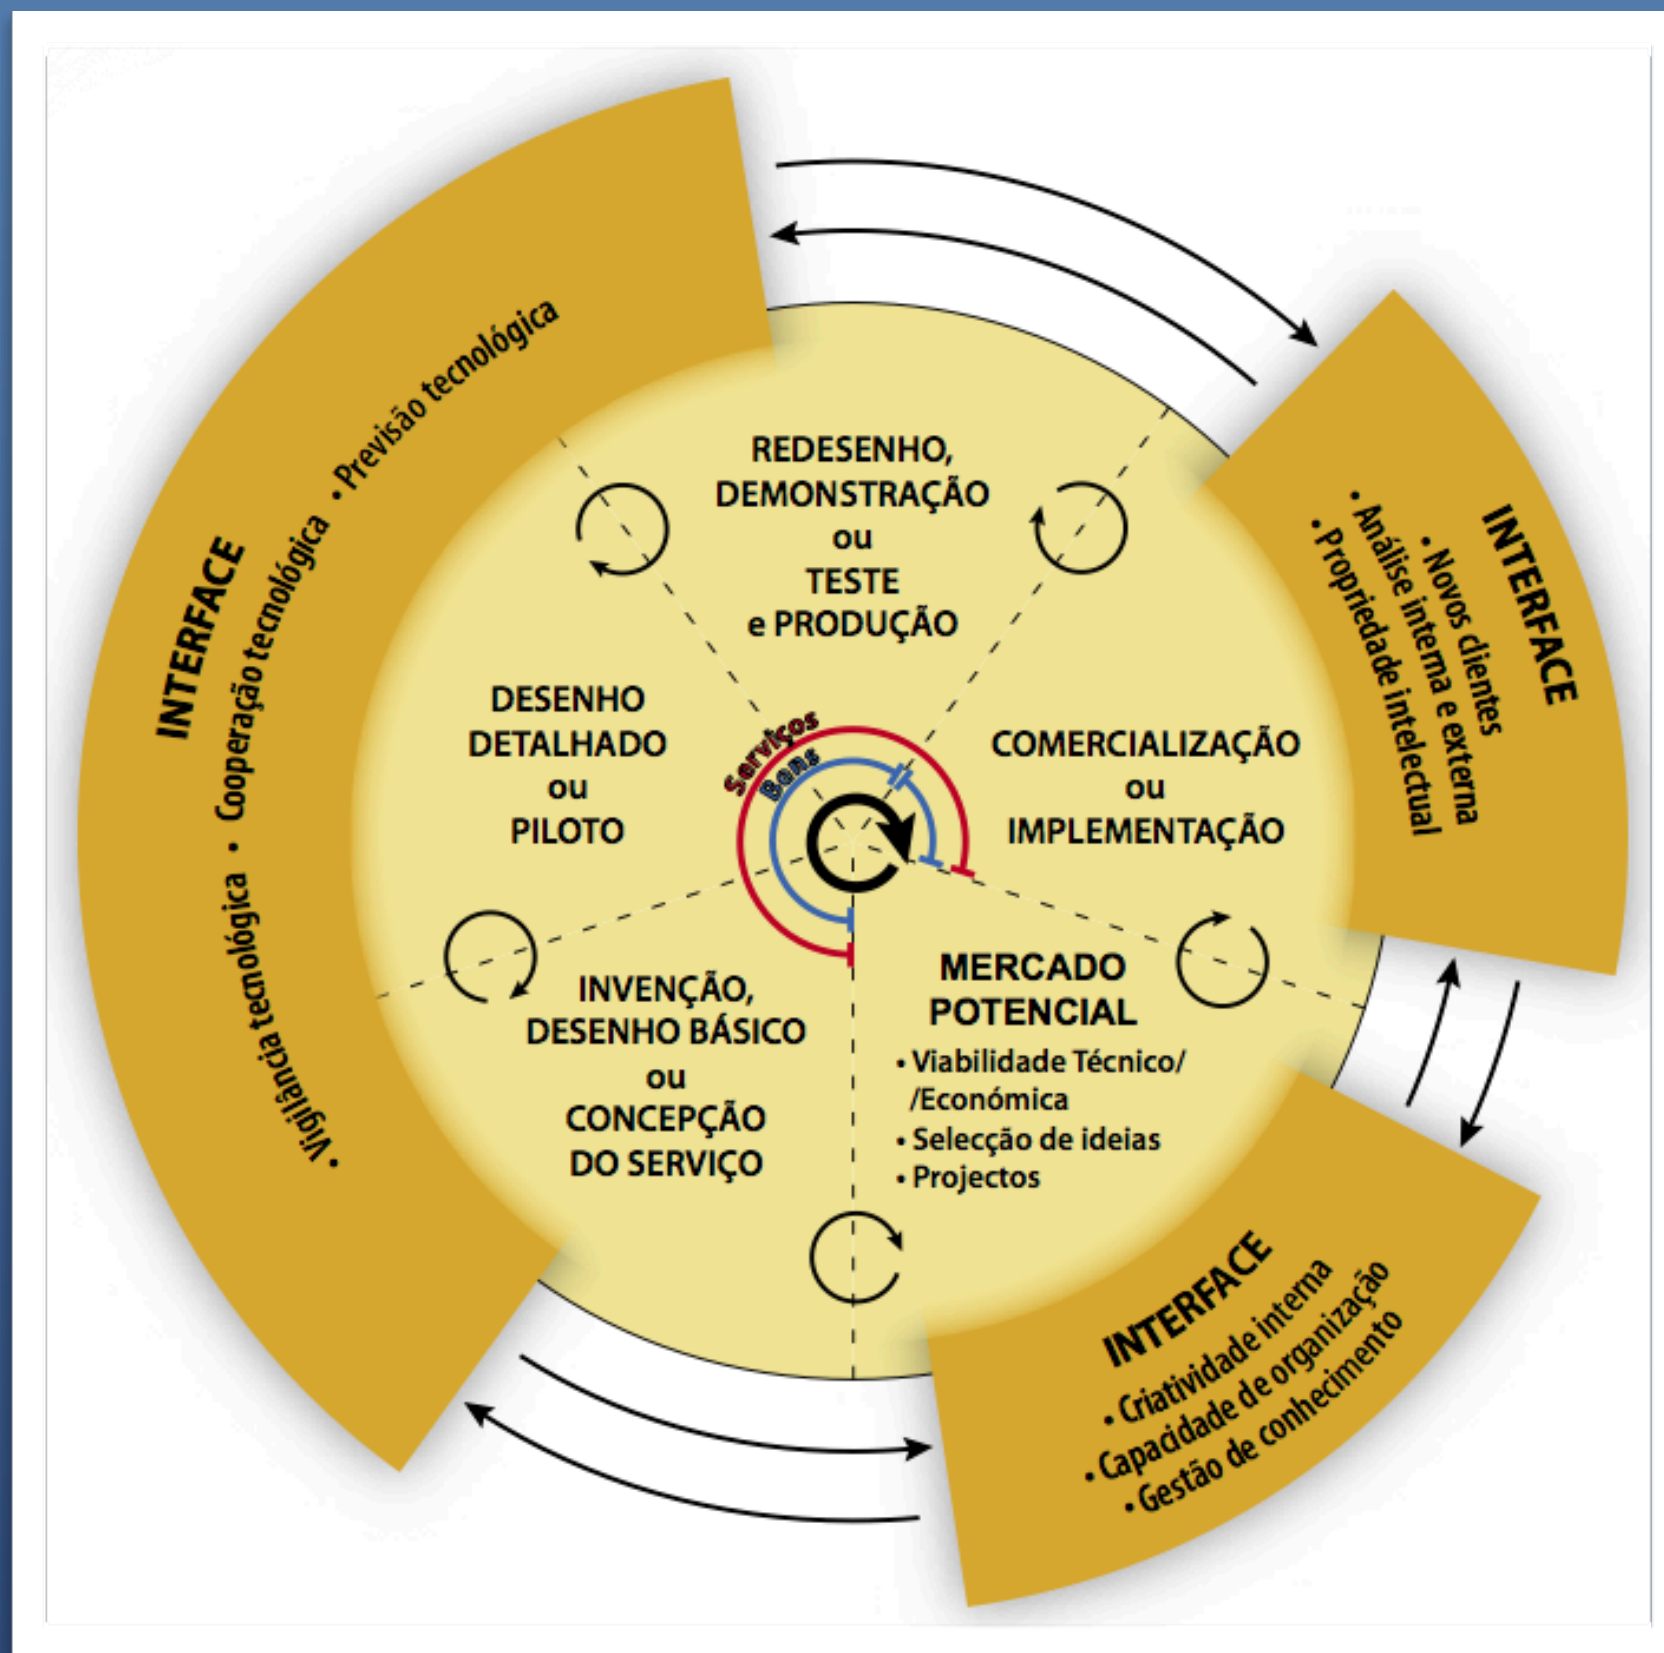 INTERFACE
• Vigilância tecnológica • Cooperação tecnológica • Previsão tecnológica
REDESENHO,
DEMONSTRAÇÃO
ou
TESTE
e PRODUÇÃO
DESENHO
DETALHADO
ou
PILOTO
Serviços
Bens
COMERCIALIZAÇÃO
ou
IMPLEMENTAÇÃO
INTERFACE
• Novos clientes
• Análise interna e externa
• Propriedade intelectual
INVENÇÃO,
DESENHO BÁSICO
ou
CONCEPÇÃO
DO SERVIÇO
MERCADO
POTENCIAL
• Viabilidade Técnico/
/Económica
• Selecção de ideias
• Projectos
INTERFACE
• Criatividade interna
• Capacidade de organização
• Gestão de conhecimento